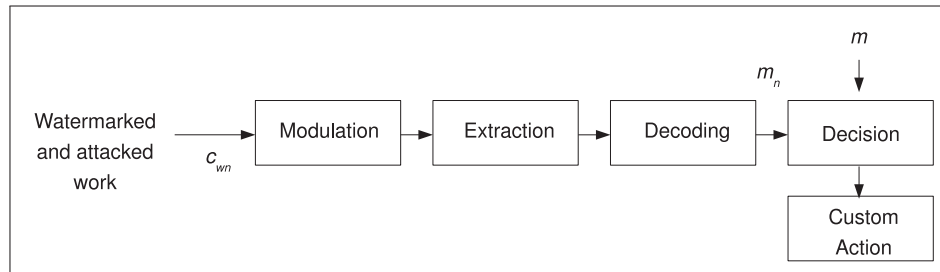 Watermarked
and attacked
work
c_wn
Modulation
Extraction
Decoding
m_n
m
Decision
Custom
Action